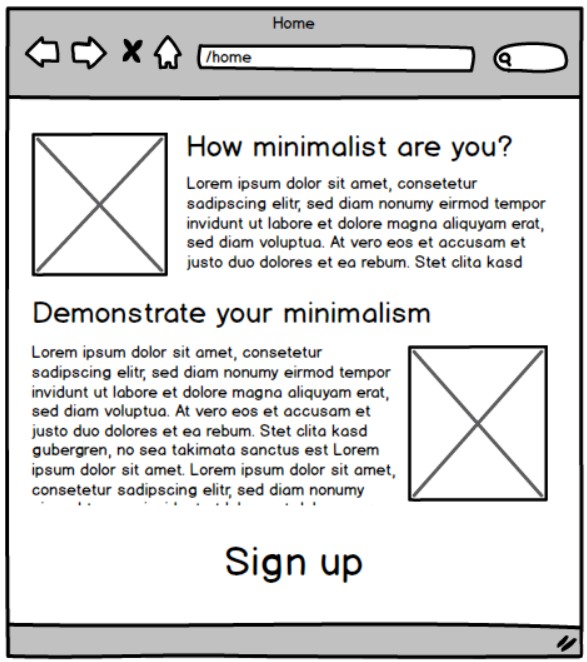 Home
/home
How minimalist are you?
Lorem ipsum dolor sit amet, consetetur
sadipscing elitr, sed diam nonumy eirmod tempor
invidunt ut labore et dolore magna aliquyam erat,
sed diam voluptua. At vero eos et accusam et
justo duo dolores et ea rebum. Stet clita kasd
Demonstrate your minimalism
Lorem ipsum dolor sit amet, consetetur
sadipscing elitr, sed diam nonumy eirmod tempor
invidunt ut labore et dolore magna aliquyam erat,
sed diam voluptua. At vero eos et accusam et
justo duo dolores et ea rebum. Stet clita kasd
gubergren, no sea takimata sanctus est Lorem
ipsum dolor sit amet. Lorem ipsum dolor sit amet,
consetetur sadipscing elitr, sed diam nonumy
Sign up